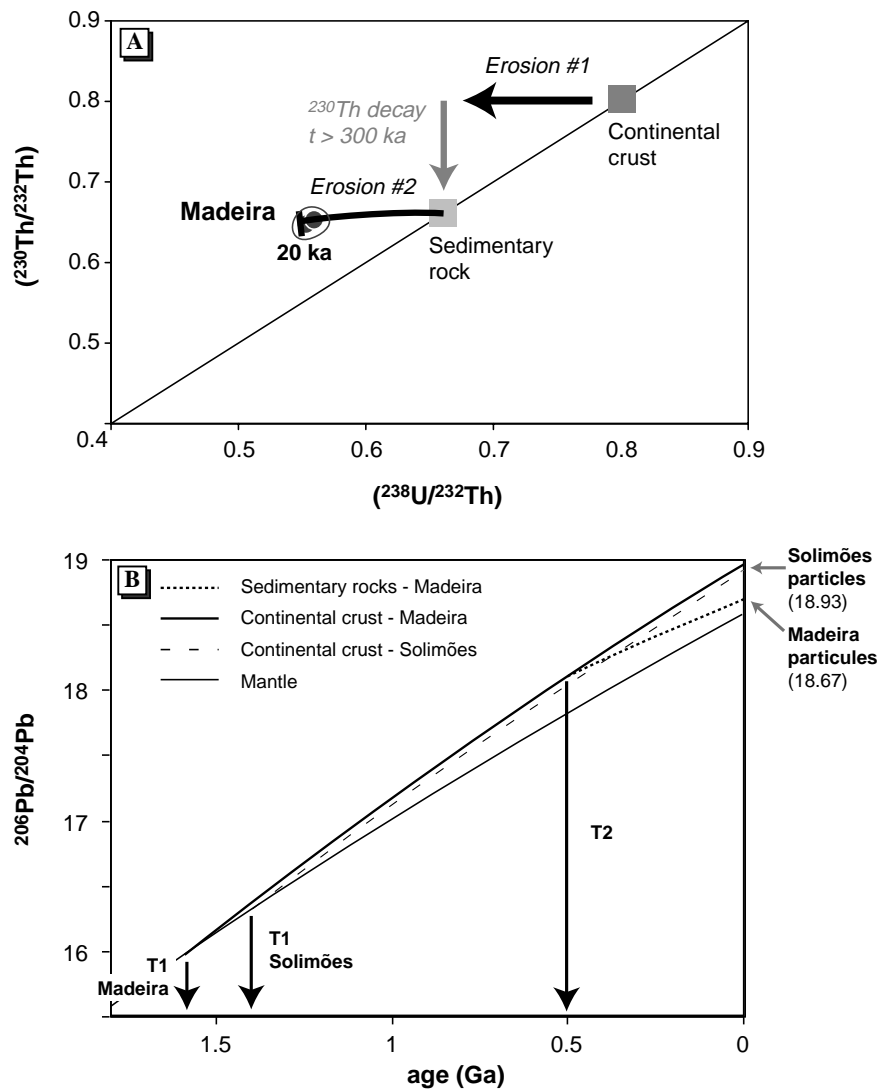 A
0.9
0.8
0.7
0.6
0.5
0.4
(230Th/232Th)
Erosion #1
230Th decay
t > 300 ka
Continental
crust
Erosion #2
Madeira
20 ka
Sedimentary
rock
0.5
0.6
0.7
0.8
0.9
(238U/232Th)
B
19
18
17
16
206Pb/204Pb
Sedimentary rocks - Madeira
Continental crust - Madeira
Continental crust - Solimões
Mantle
Solimões
particles
(18.93)
Madeira
particules
(18.67)
T2
T1
Madeira
T1
Solimões
1.5
1
0.5
0
age (Ga)